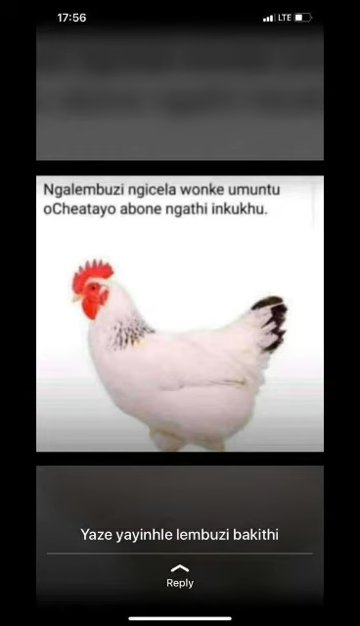 17:56
LTE
Ngalembuzi ngicela wonke umuntu
oCheatayo abone ngathi inkukhu.
Yaze yayinhle lembuzi bakithi
Reply